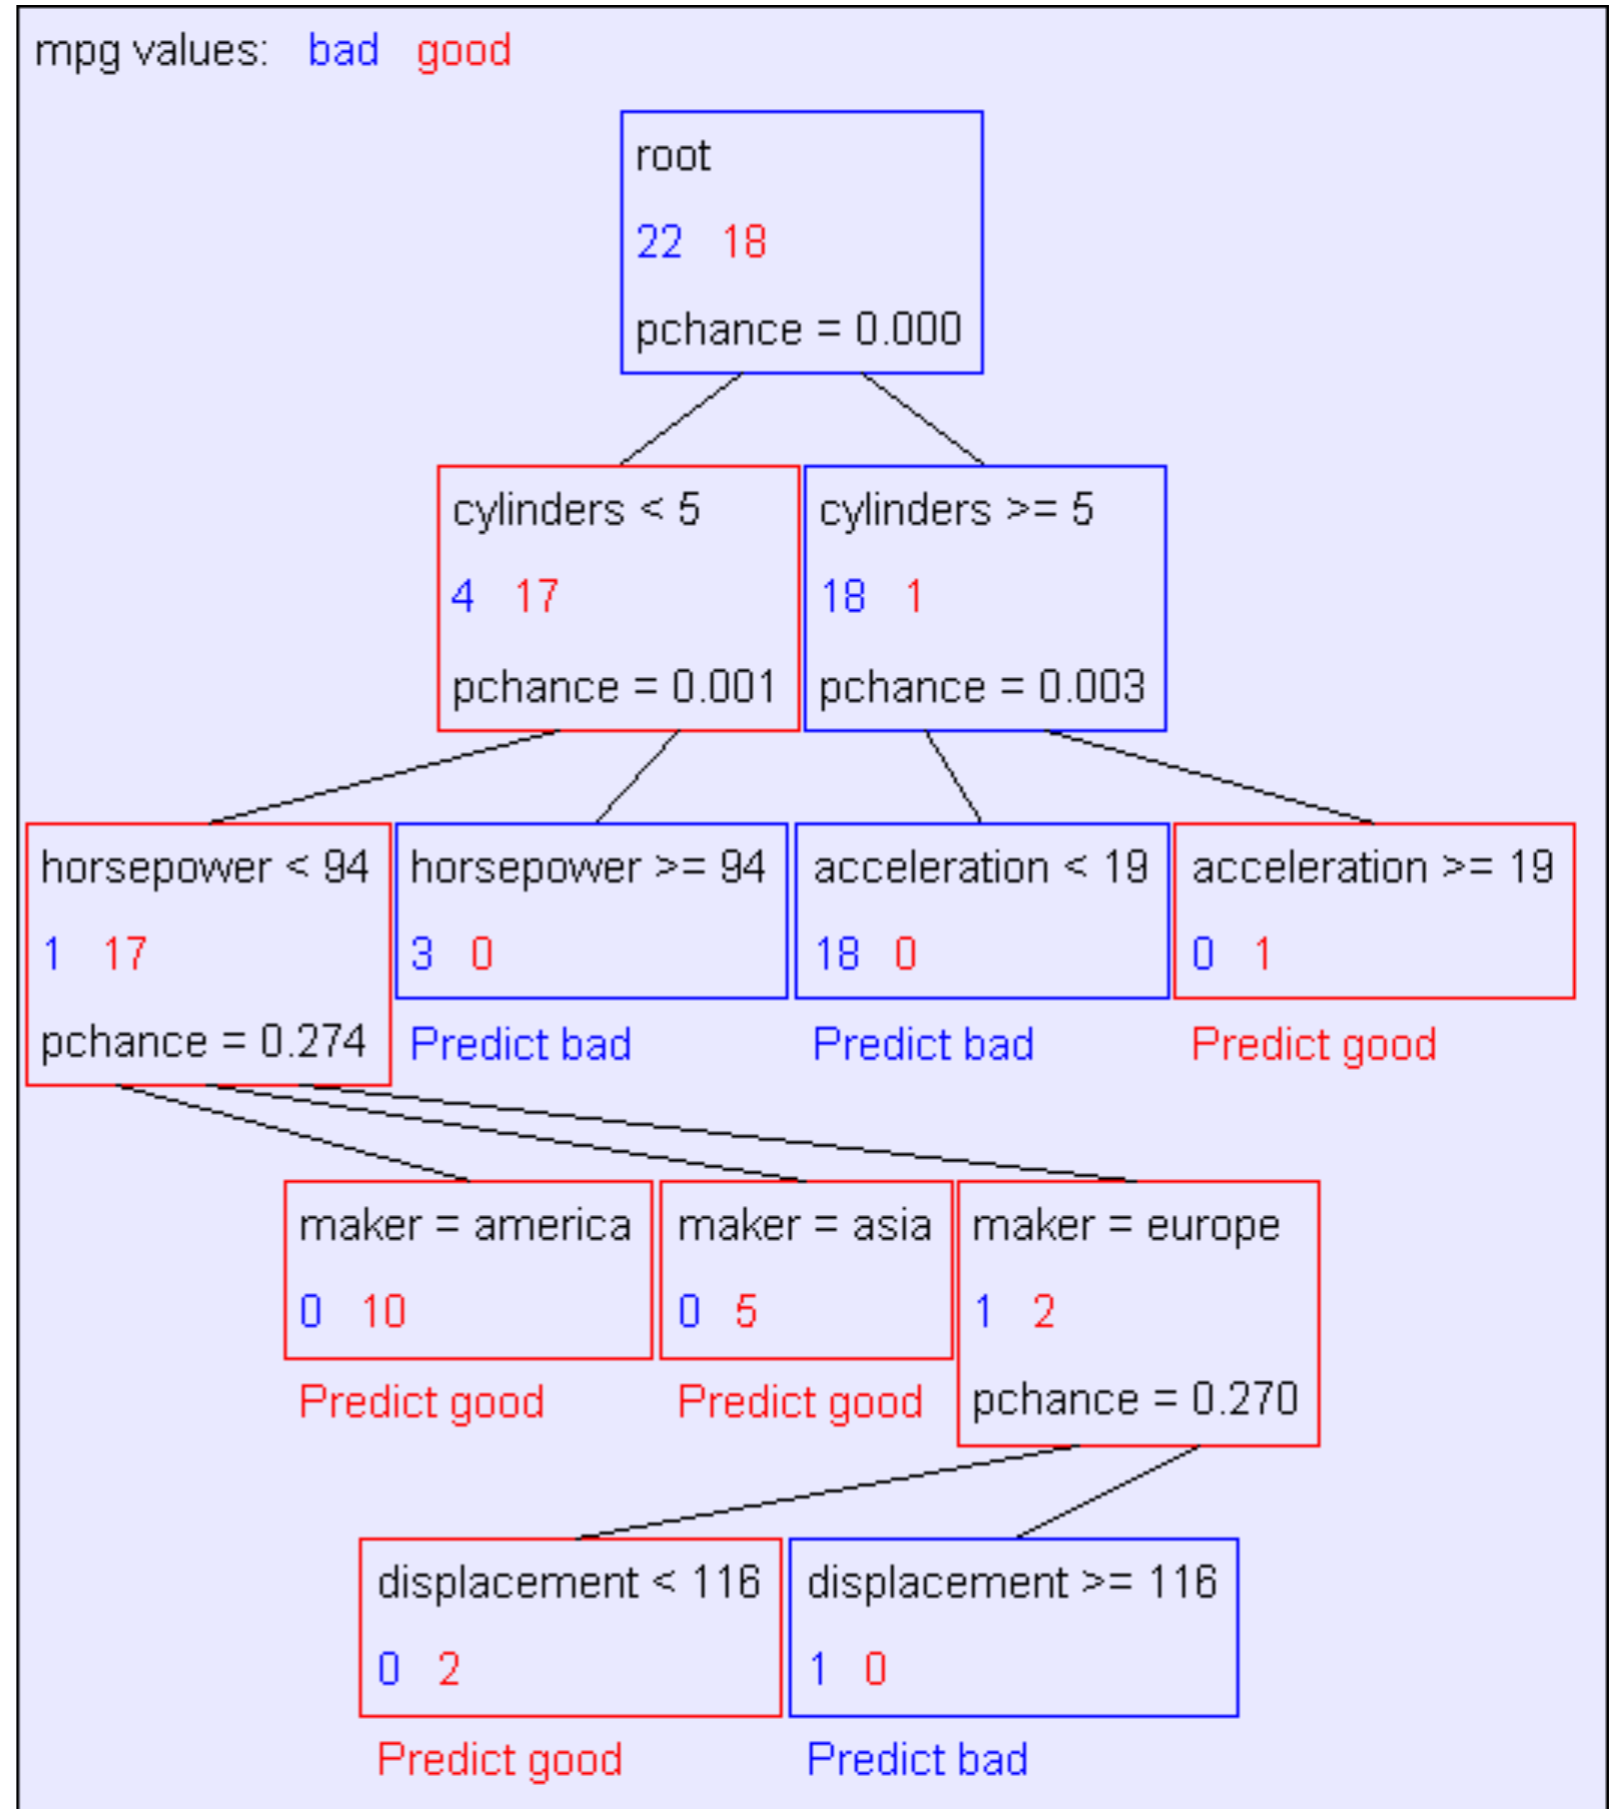 mpg values: bad good
root
22 18
pchance = 0.000
cylinders < 5
4 17
pchance = 0.001
cylinders >= 5
18 1
pchance = 0.003
horsepower < 94
1 17
pchance = 0.274
horsepower >= 94
3 0
Predict bad
acceleration < 19
18 0
Predict bad
acceleration >= 19
0 1
Predict good
maker = america
0 10
Predict good
maker = asia
0 5
Predict good
maker = europe
1 2
pchance = 0.270
displacement < 116
0 2
Predict good
displacement >= 116
1 0
Predict bad